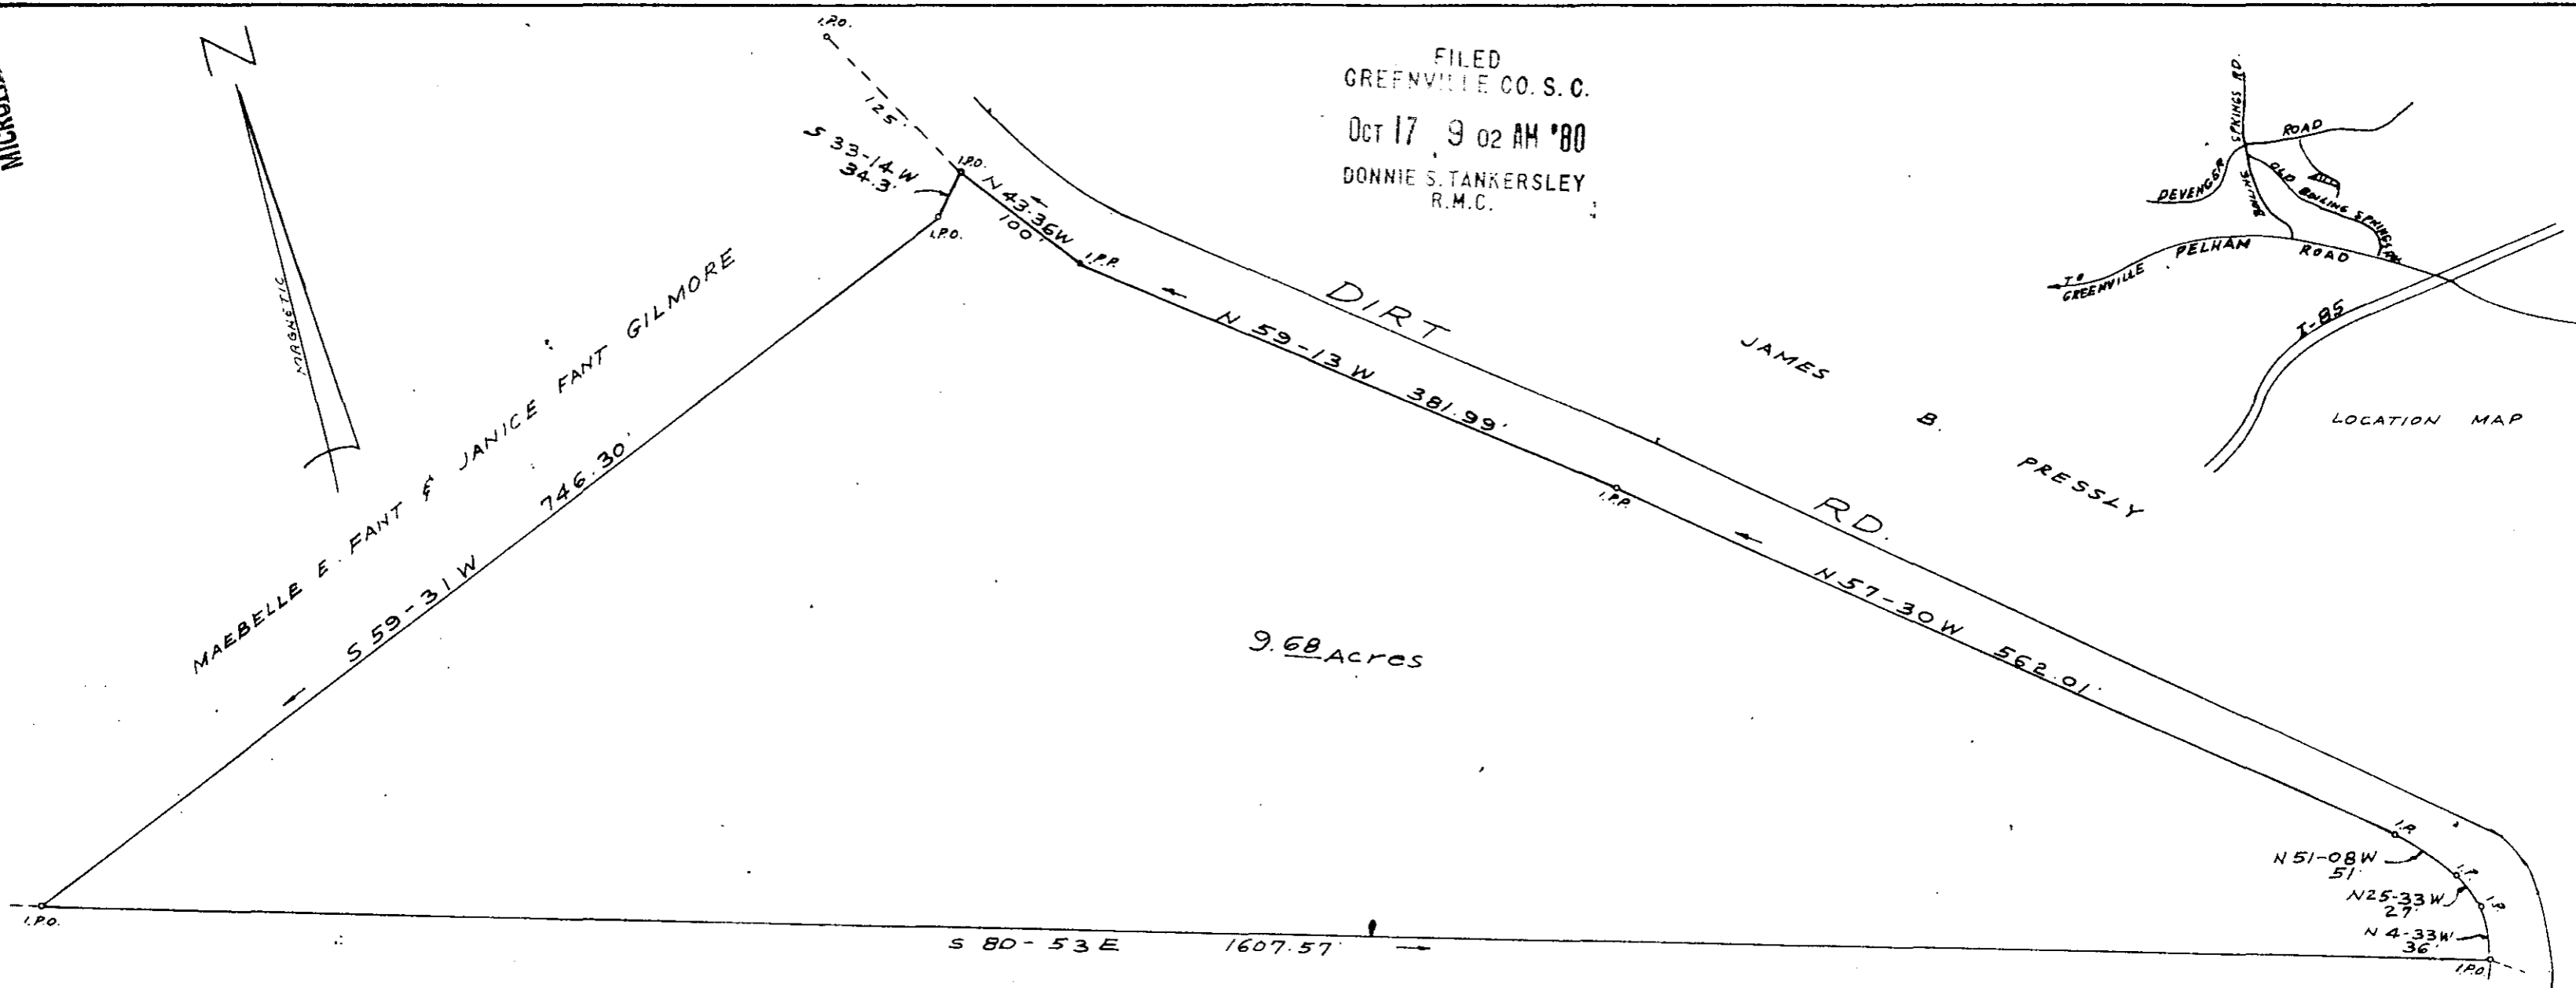 N
MAGNETIC
I.P.O.
125'
S 33-14 W
34.3'
I.P.O.
I.P.O.
N 43-36 W
100'
I.P.P.
FILED
GREENVILLE CO. S. C.
OCT 17 9 02 AM '80
DONNIE S. TANKERSLEY
R.M.C.
SPRINGS RD.
ROAD
DEVENGER
BOILING
OLD BOILING SPRINGS RD.
PELHAM ROAD
TO
GREENVILLE
I-85
LOCATION MAP
DIRT RD.
JAMES B. PRESSLY
N 59-13 W 381.99'
I.P.P.
N 57-30 W 562.01'
MAEBELLE E. FANT & JANICE FANT GILMORE
S 59-31 W 746.30'
9.68 Acres
I.P.
N 51-08 W
51'
I.P.
N 25-33 W
27'
I.P.
N 4-33 W
36'
I.P.O.
I.P.O.
S 80-53 E 1607.57'